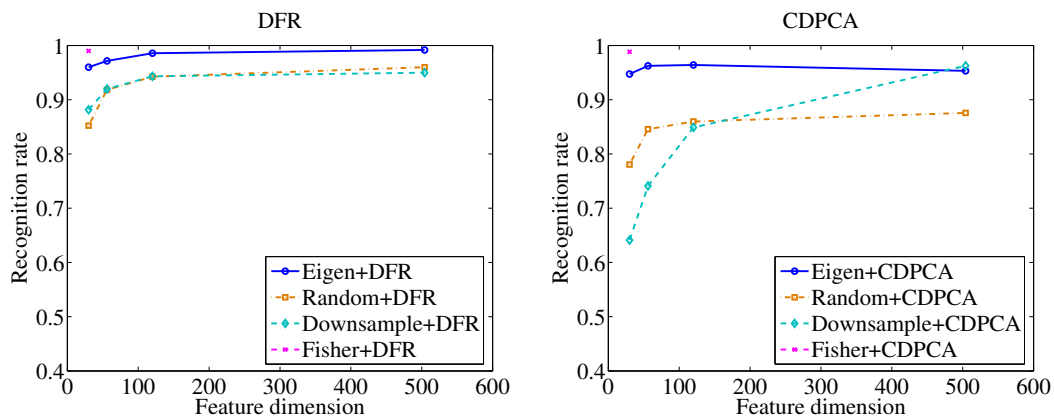 DFR
1
0.9
0.8
0.7
0.6
0.5
0.4
Recognition rate
0 100 200 300 400 500 600
Feature dimension
Eigen+DFR
Random+DFR
Downsample+DFR
Fisher+DFR
CDPCA
1
0.9
0.8
0.7
0.6
0.5
0.4
Recognition rate
0 100 200 300 400 500 600
Feature dimension
Eigen+CDPCA
Random+CDPCA
Downsample+CDPCA
Fisher+CDPCA